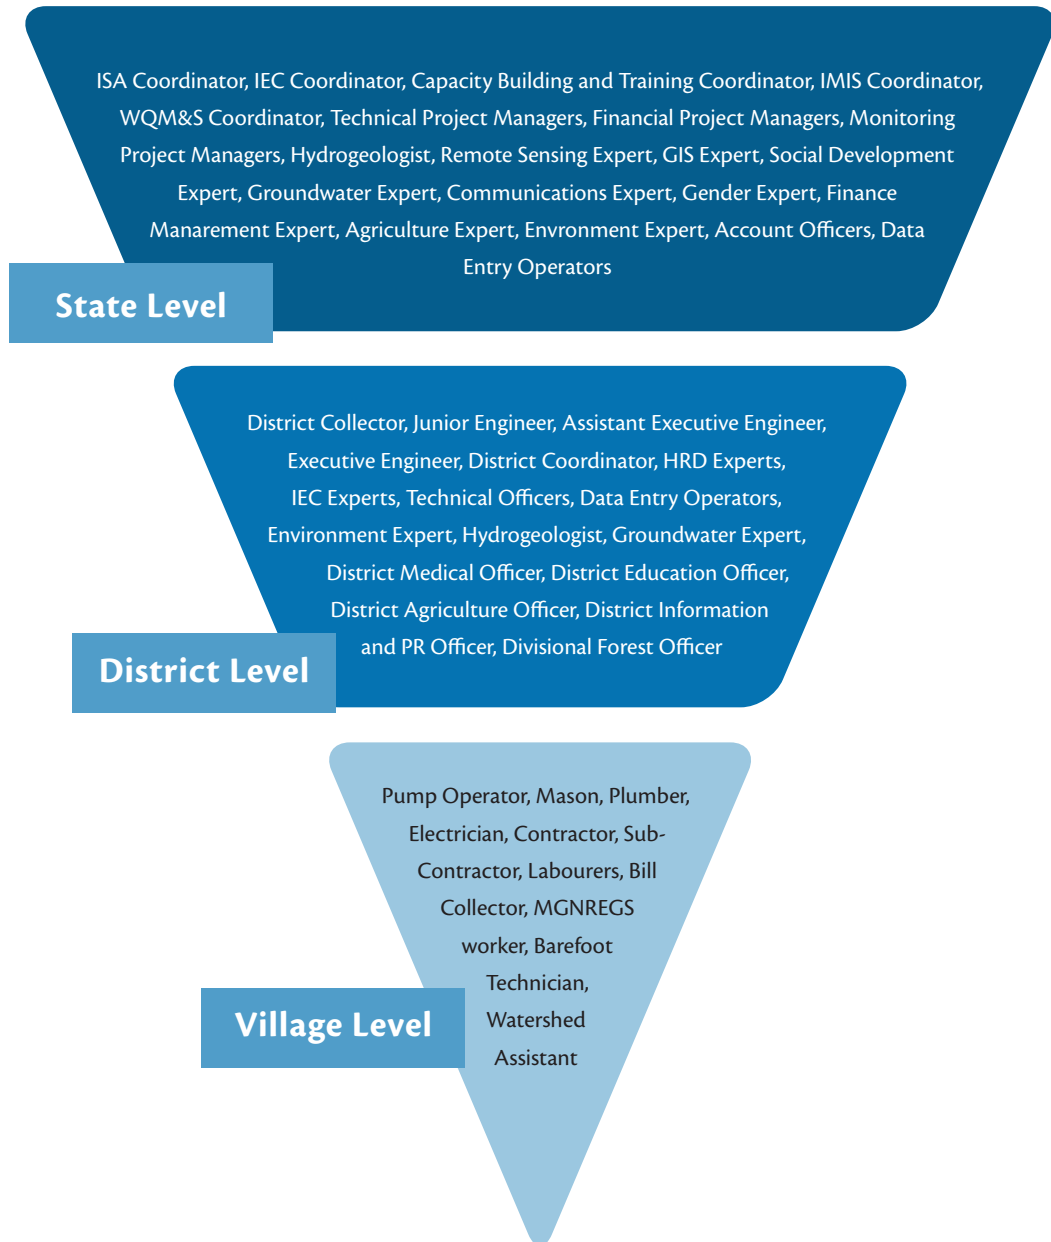 ISA Coordinator, IEC Coordinator, Capacity Building and Training Coordinator, IMIS Coordinator,
WQM&S Coordinator, Technical Project Managers, Financial Project Managers, Monitoring
Project Managers, Hydrogeologist, Remote Sensing Expert, GIS Expert, Social Development
Expert, Groundwater Expert, Communications Expert, Gender Expert, Finance
Manarement Expert, Agriculture Expert, Envronment Expert, Account Officers, Data
Entry Operators
State Level
District Collector, Junior Engineer, Assistant Executive Engineer,
Executive Engineer, District Coordinator, HRD Experts,
IEC Experts, Technical Officers, Data Entry Operators,
Environment Expert, Hydrogeologist, Groundwater Expert,
District Medical Officer, District Education Officer,
District Agriculture Officer, District Information
and PR Officer, Divisional Forest Officer
District Level
Pump Operator, Mason, Plumber,
Electrician, Contractor, Sub-
Contractor, Labourers, Bill
Collector, MGNREGS
worker, Barefoot
Technician,
Watershed
Assistant
Village Level